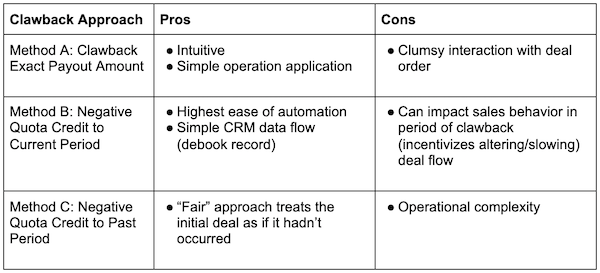 Clawback Approach
Pros
Cons
Method A: Clawback
Exact Payout Amount
● Intuitive
● Simple operation application
● Clumsy interaction with deal
order
Method B: Negative
Quota Credit to
Current Period
● Highest ease of automation
● Simple CRM data flow
(debook record)
● Can impact sales behavior in
period of clawback
(incentivizes altering/slowing)
deal flow
Method C: Negative
Quota Credit to Past
Period
● “Fair” approach treats the
initial deal as if it hadn’t
occurred
● Operational complexity